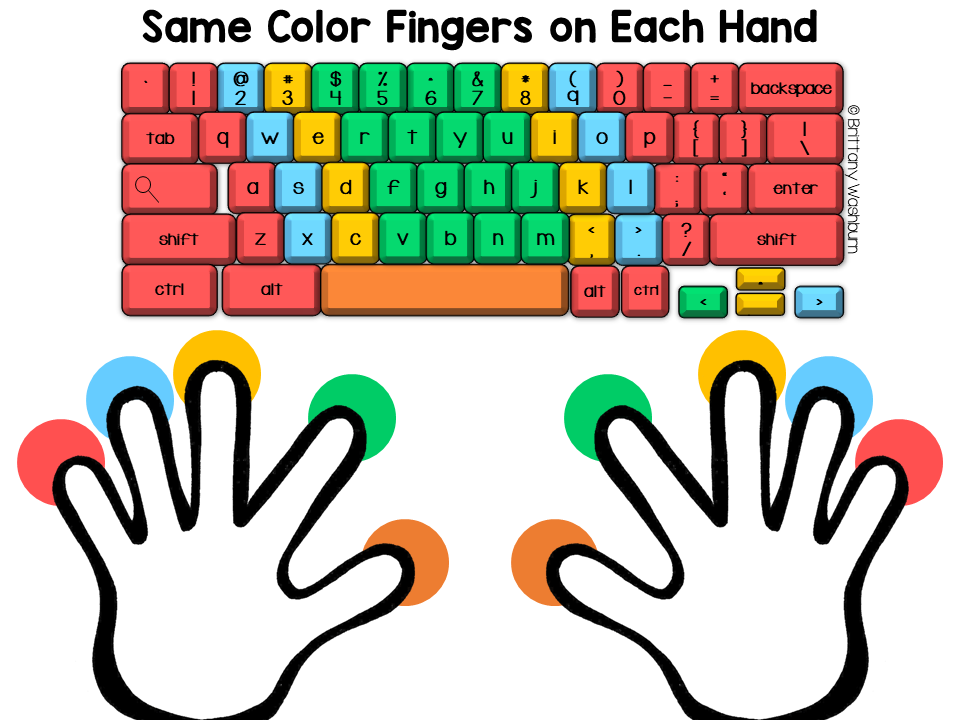 Same Color Fingers on Each Hand
` ! @ # $ % ^ & * ( ) _ + backspace
1 2 3 4 5 6 7 8 9 0 - =
tab q w e r t y u i o p { } |
[ ] \
a s d f g h j k l : " enter
; '
shift z x c v b n m < > ? shift
, . /
ctrl alt alt ctrl
< >
© Brittany Washburn